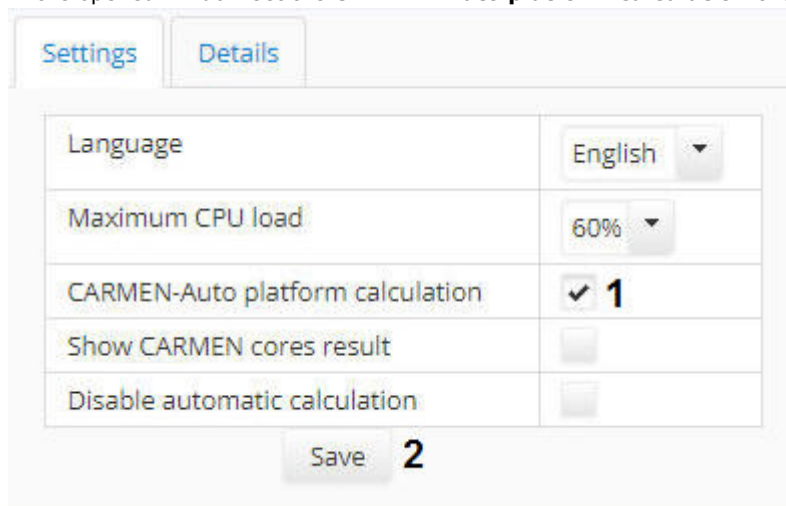 Settings Details
Language English
Maximum CPU load 60%
CARMEN-Auto platform calculation 1
Show CARMEN cores result
Disable automatic calculation
Save 2